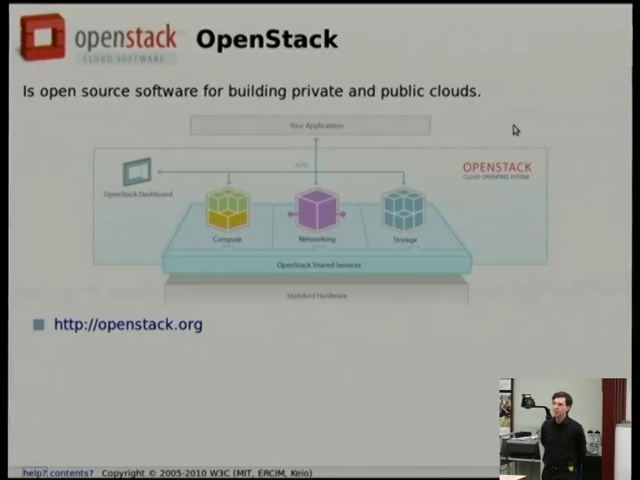 openstack
CLOUD SOFTWARE
OpenStack
Is open source software for building private and public clouds.
Your Applications
APIs
OPENSTACK
CLOUD OPERATING SYSTEM
OpenStack Dashboard
Compute
Networking
Storage
OpenStack Shared Services
Standard Hardware
http://openstack.org
help? contents? Copyright © 2005-2010 W3C (MIT, ERCIM, Keio)